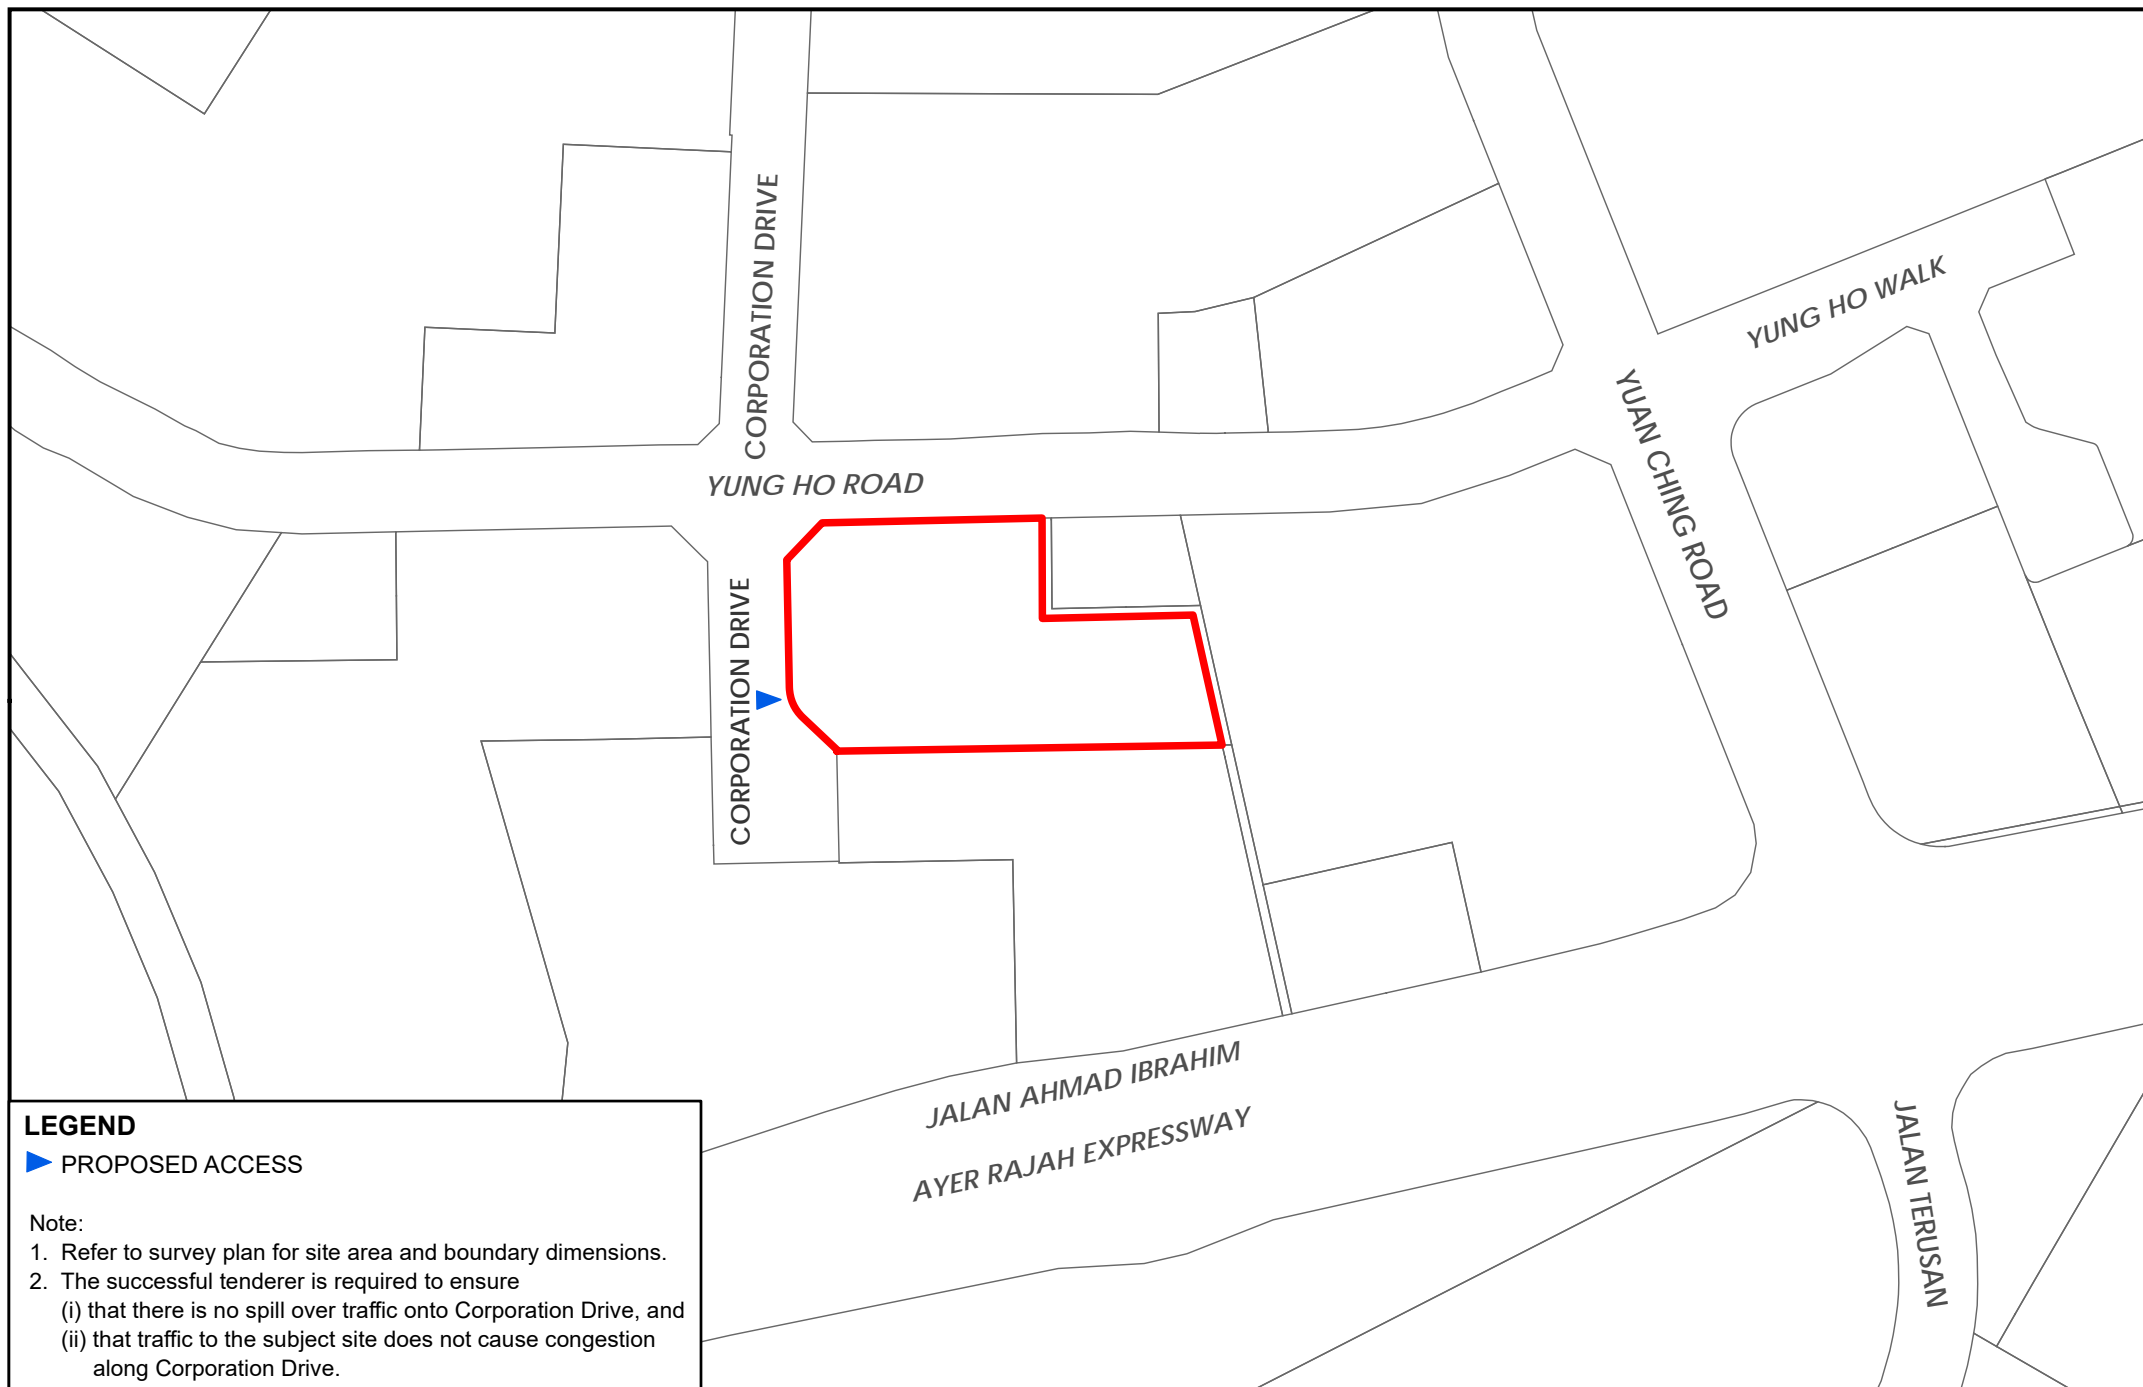 CORPORATION DRIVE
YUNG HO WALK
YUAN CHING ROAD
YUNG HO ROAD
CORPORATION DRIVE
JALAN AHMAD IBRAHIM
AYER RAJAH EXPRESSWAY
JALAN TERUSAN
LEGEND
PROPOSED ACCESS
Note:
1. Refer to survey plan for site area and boundary dimensions.
2. The successful tenderer is required to ensure
(i) that there is no spill over traffic onto Corporation Drive, and
(ii) that traffic to the subject site does not cause congestion
along Corporation Drive.